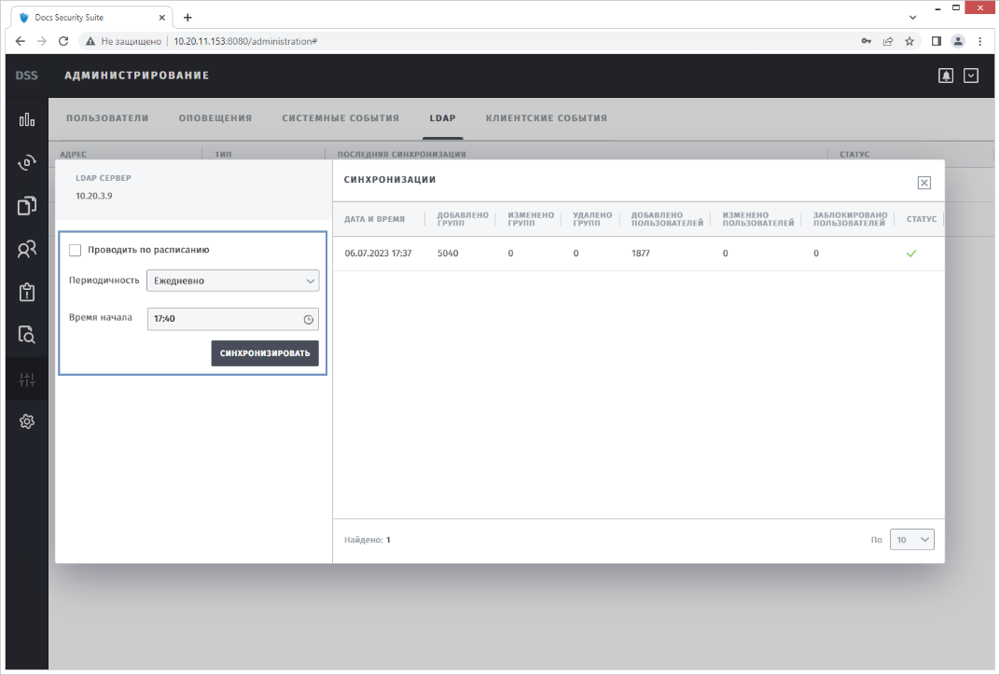 Docs Security Suite
Не защищено
10.20.11.153:8080/administration#
DSS
АДМИНИСТРИРОВАНИЕ
ПОЛЬЗОВАТЕЛИ ОПОВЕЩЕНИЯ СИСТЕМНЫЕ СОБЫТИЯ LDAP КЛИЕНТСКИЕ СОБЫТИЯ
АДРЕС ТИП ПОСЛЕДНЯЯ СИНХРОНИЗАЦИЯ СТАТУС
LDAP СЕРВЕР
10.20.3.9
Проводить по расписанию
Периодичность Ежедневно
Время начала 17:40
СИНХРОНИЗИРОВАТЬ
СИНХРОНИЗАЦИИ
ДАТА И ВРЕМЯ ДОБАВЛЕНО ГРУПП ИЗМЕНЕНО ГРУПП УДАЛЕНО ГРУПП ДОБАВЛЕНО ПОЛЬЗОВАТЕЛЕЙ ИЗМЕНЕНО ПОЛЬЗОВАТЕЛЕЙ ЗАБЛОКИРОВАНО ПОЛЬЗОВАТЕЛЕЙ СТАТУС
06.07.2023 17:37 5040 0 0 1877 0 0
Найдено: 1
По 10